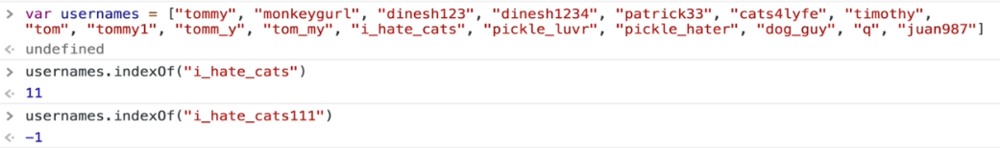 > var usernames = ["tommy", "monkeygurl", "dinesh123", "dinesh1234", "patrick33", "cats4lyfe", "timothy",
"tom", "tommy1", "tomm_y", "tom_my", "i_hate_cats", "pickle_luvr", "pickle_hater", "dog_guy", "q", "juan987"]
<· undefined
> usernames.indexOf("i_hate_cats")
<· 11
> usernames.indexOf("i_hate_cats111")
<· -1